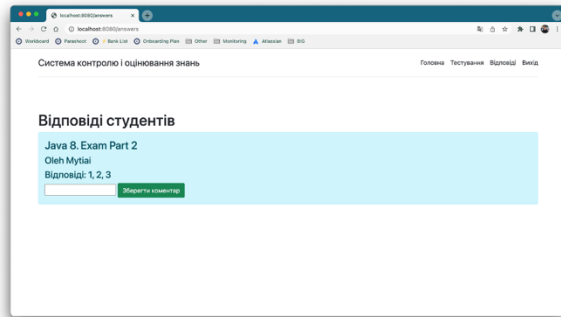 localhost:8080/answers
localhost:8080/answers
Workboard Parashoot Bank List Onboarding Plan Other Monitoring Atlassian BIG
Система контролю і оцінювання знань
Головна Тестування Відповіді Вихід
Відповіді студентів
Java 8. Exam Part 2
Oleh Mytiai
Відповіді: 1, 2, 3
Зберегти коментар